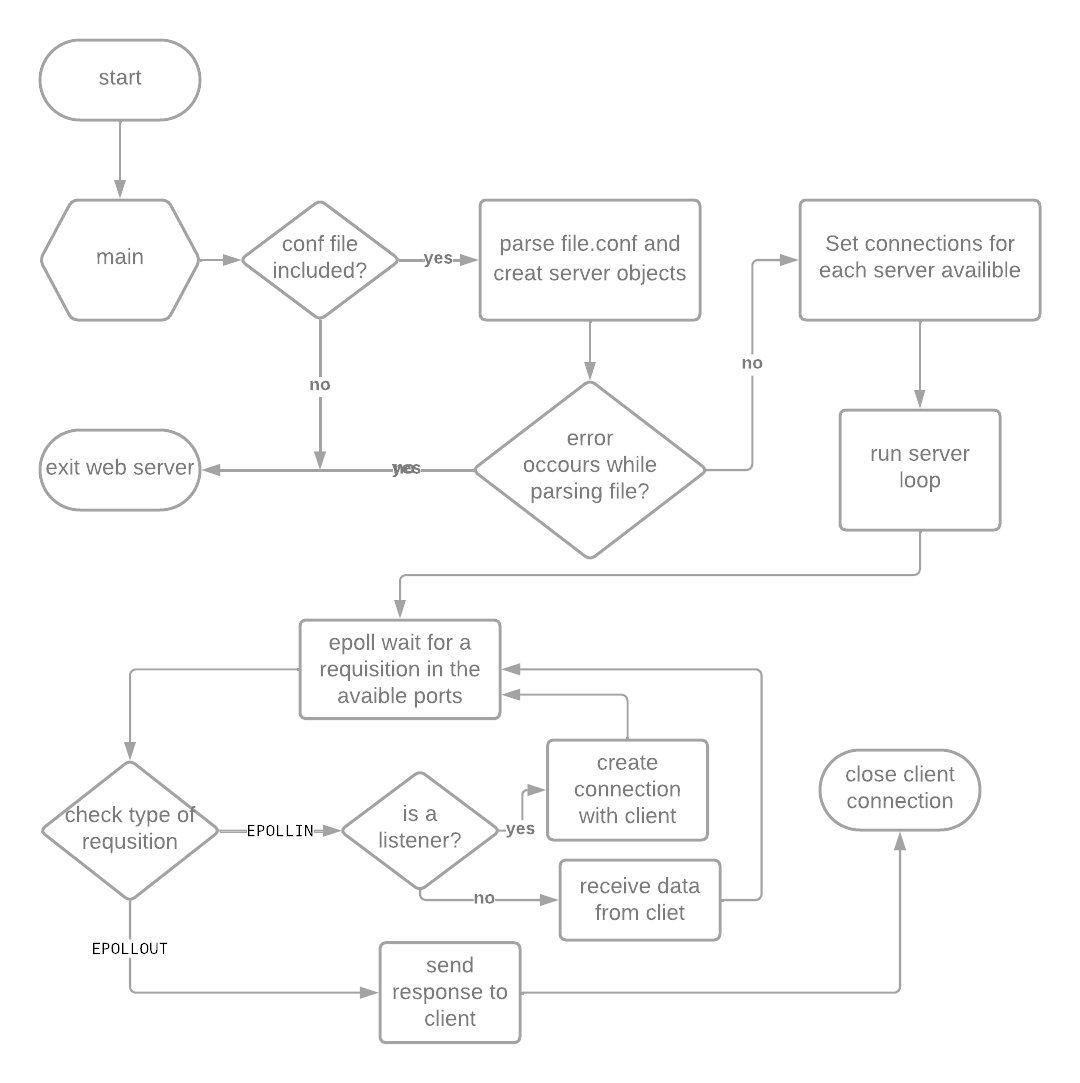 start
main
conf file
included?
yes
parse file.conf and
creat server objects
Set connections for
each server availible
no
no
exit web server
error
occours while
parsing file?
run server
loop
epoll wait for a
requisition in the
avaible ports
create
connection
with client
close client
connection
check type of
requsition
EPOLLIN
is a
listener?
yes
no
receive data
from cliet
EPOLLOUT
send
response to
client